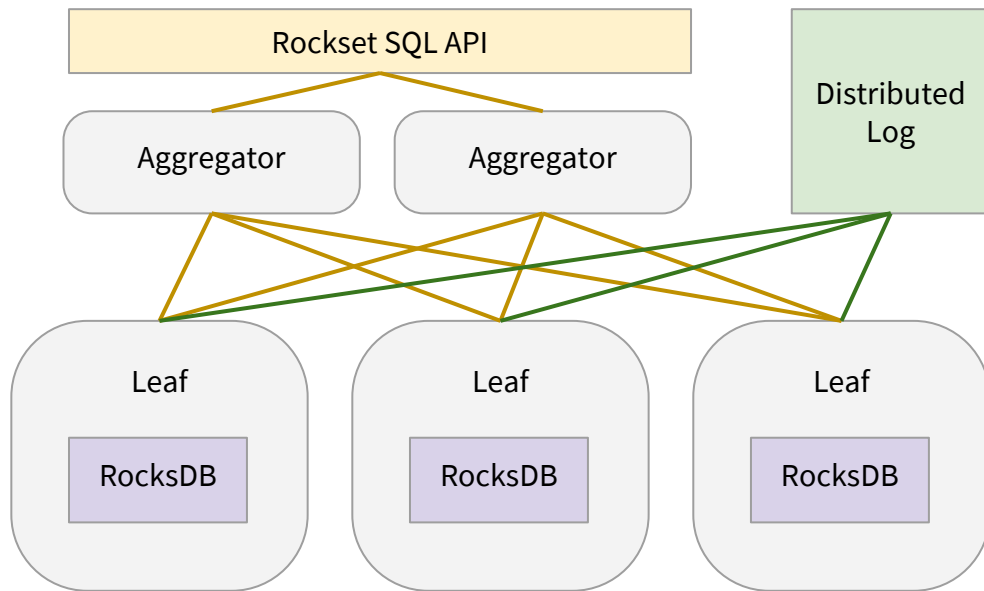 Rockset SQL API
Distributed
Log
Aggregator
Aggregator
Leaf
Leaf
Leaf
RocksDB
RocksDB
RocksDB